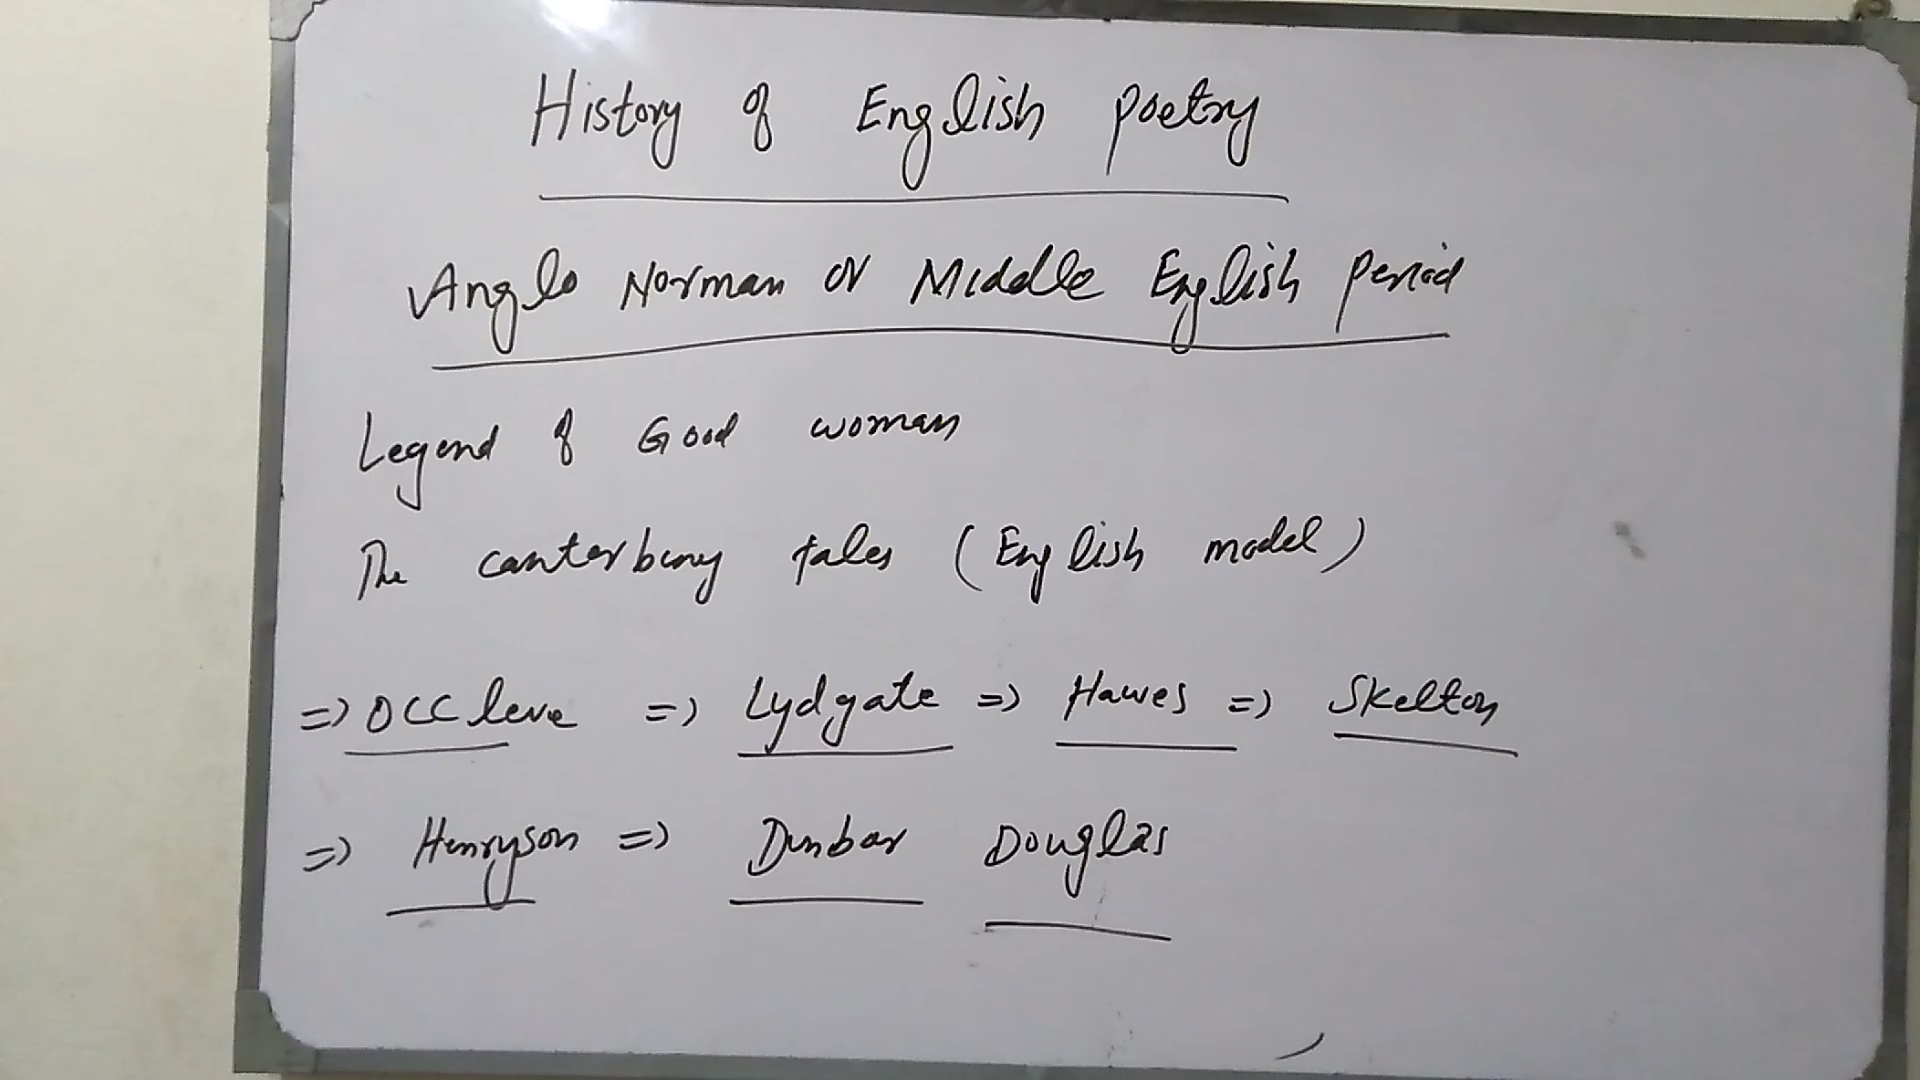 History of English poetry
Anglo Norman or Middle English period
Legend of Good woman
The canterbury tales (English model)
=> Occleve => Lydgate => Hawes => Skelton
=> Henryson => Dunbar Douglas